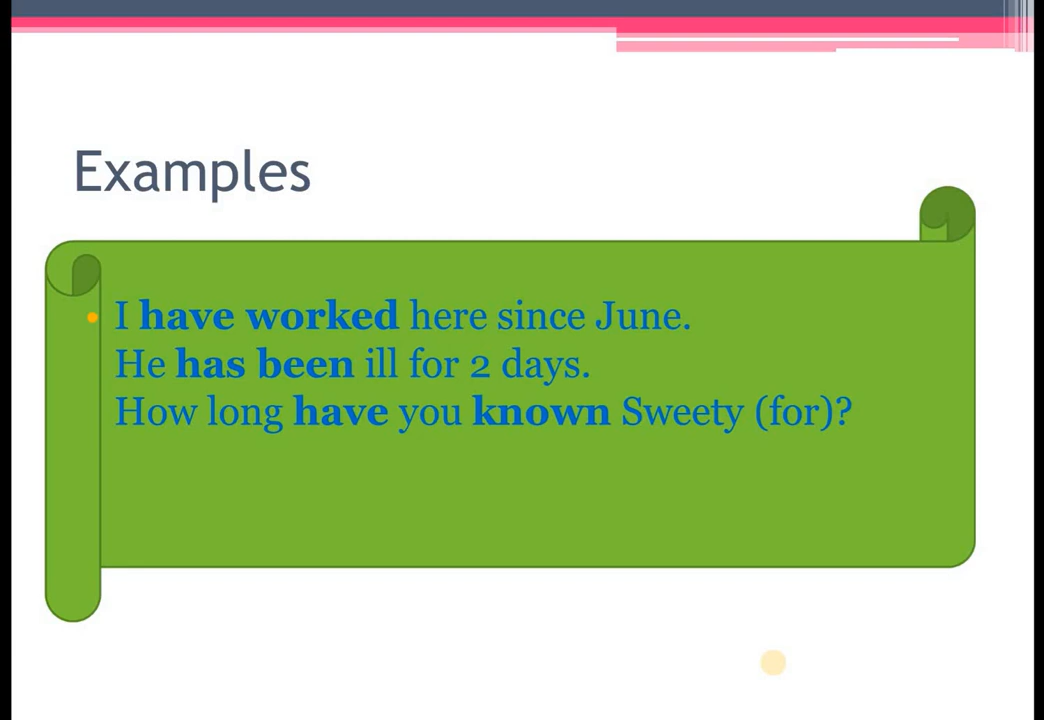 Examples
• I have worked here since June.
He has been ill for 2 days.
How long have you known Sweety (for)?